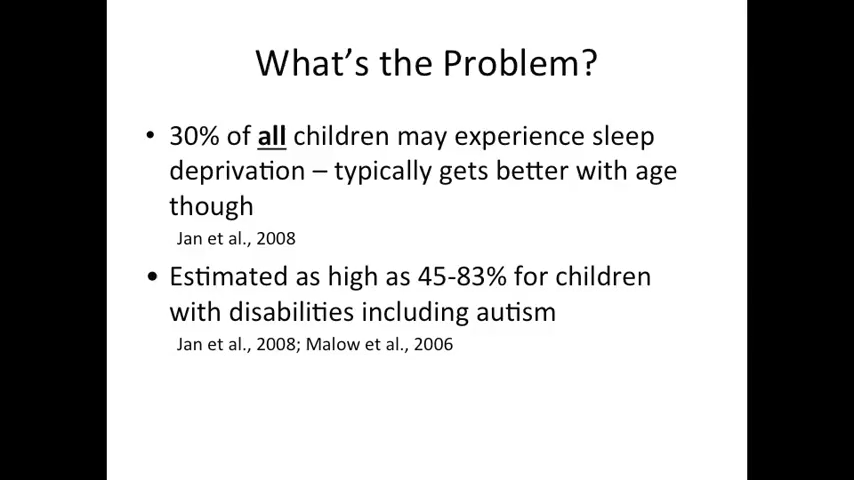 What's the Problem?
• 30% of all children may experience sleep
deprivation – typically gets better with age
though
Jan et al., 2008
• Estimated as high as 45-83% for children
with disabilities including autism
Jan et al., 2008; Malow et al., 2006